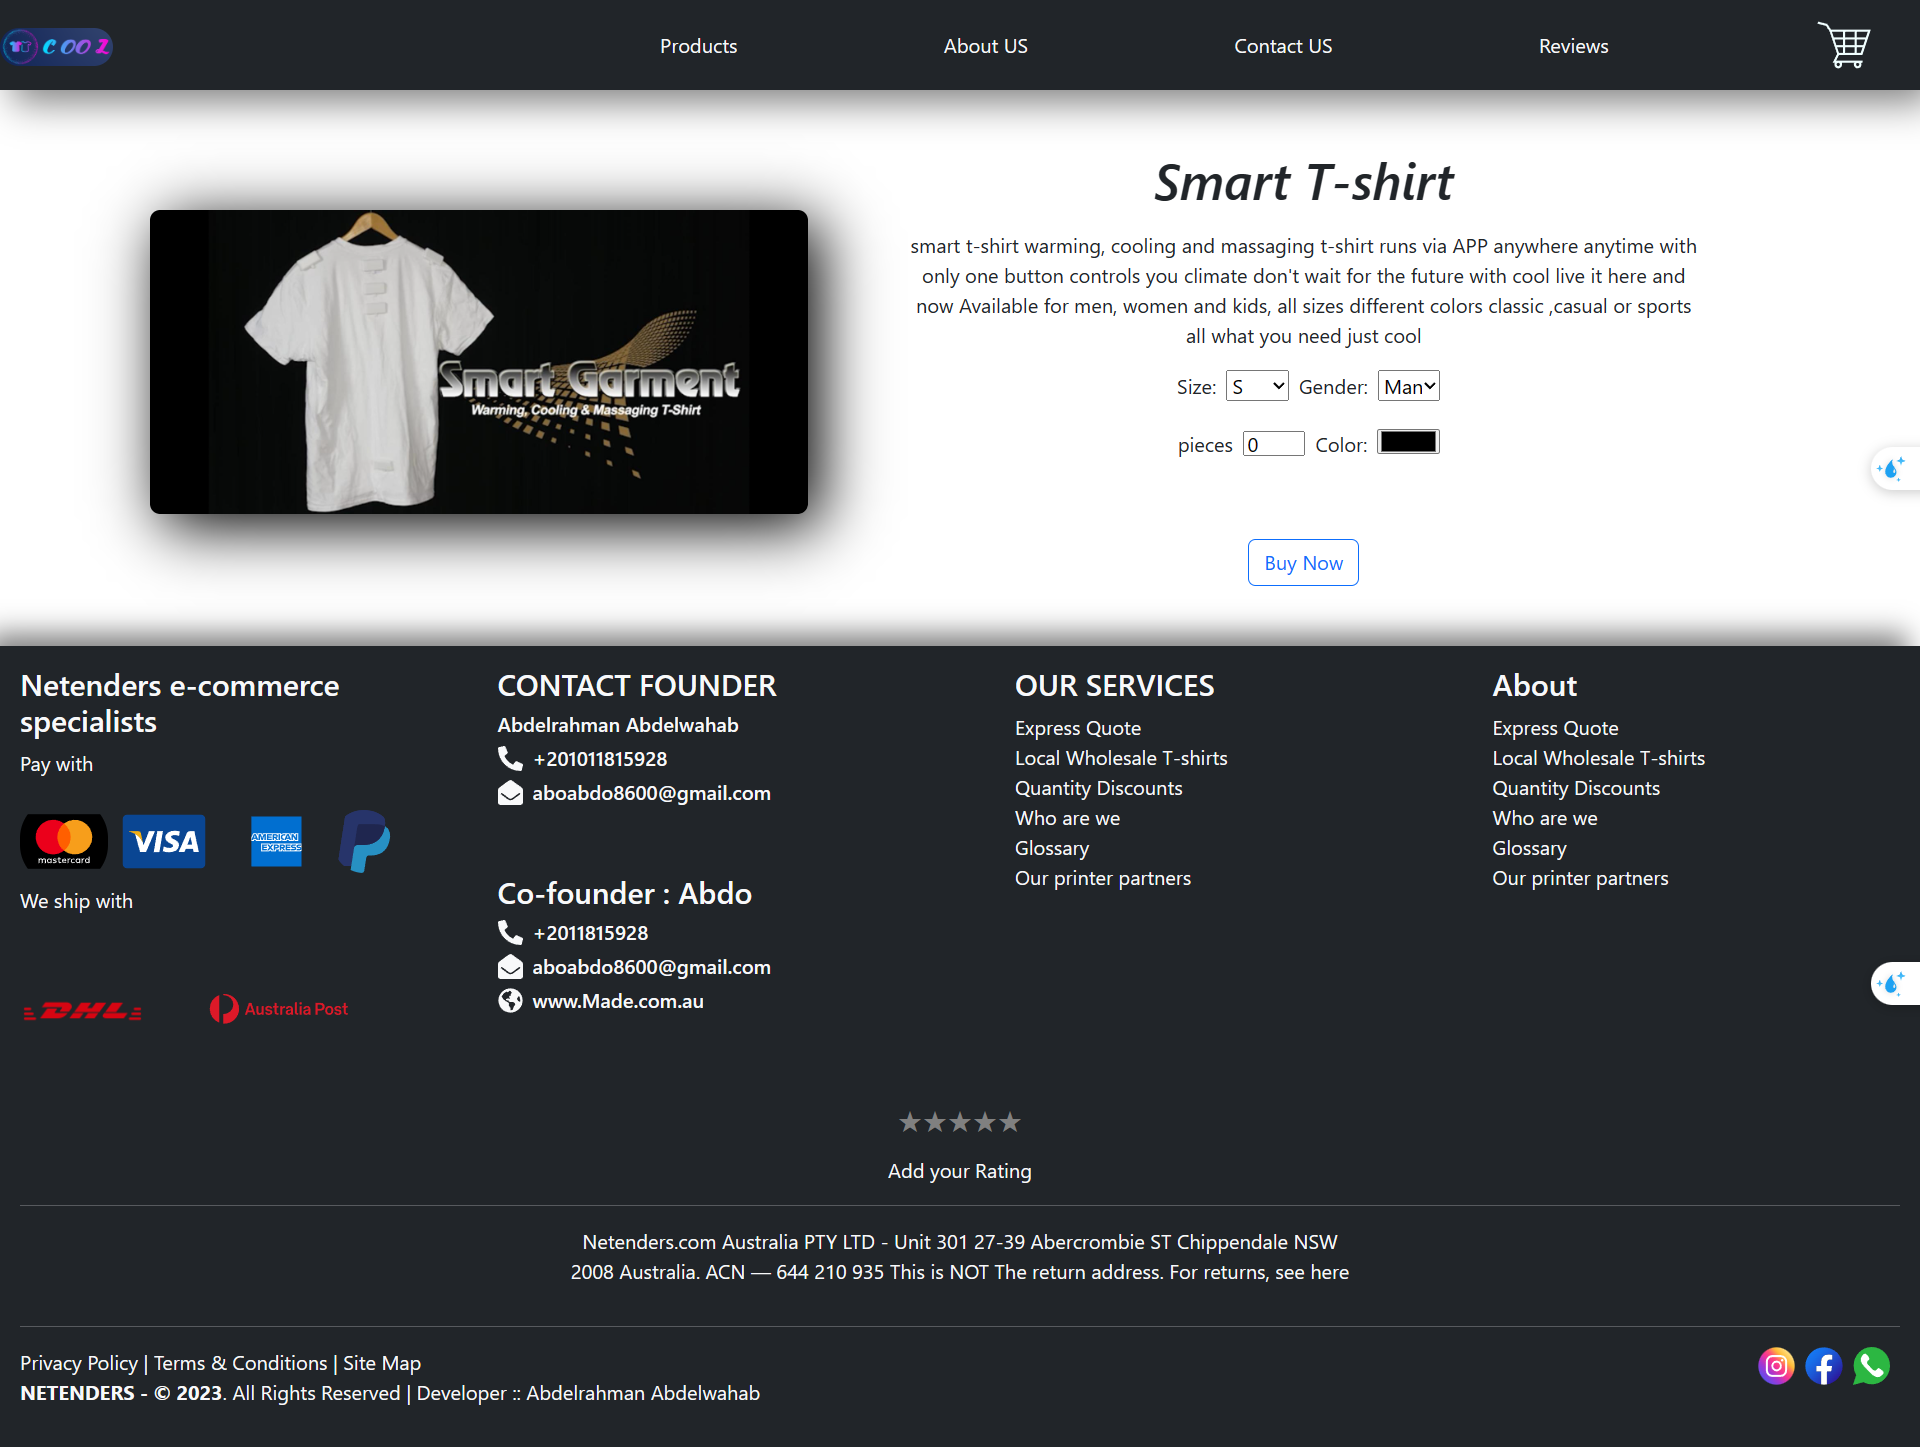 COOZ
Products
About US
Contact US
Reviews
Smart Garment
Warming, Cooling & Massaging T-Shirt
Smart T-shirt
smart t-shirt warming, cooling and massaging t-shirt runs via APP anywhere anytime with
only one button controls you climate don't wait for the future with cool live it here and
now Available for men, women and kids, all sizes different colors classic ,casual or sports
all what you need just cool
Size: S Gender: Man
pieces 0 Color:
Buy Now
Netenders e-commerce
specialists
Pay with
mastercard
VISA
AMERICAN
EXPRESS
We ship with
DHL
Australia Post
CONTACT FOUNDER
Abdelrahman Abdelwahab
+201011815928
aboabdo8600@gmail.com
Co-founder : Abdo
+2011815928
aboabdo8600@gmail.com
www.Made.com.au
OUR SERVICES
Express Quote
Local Wholesale T-shirts
Quantity Discounts
Who are we
Glossary
Our printer partners
About
Express Quote
Local Wholesale T-shirts
Quantity Discounts
Who are we
Glossary
Our printer partners
★★★★★
Add your Rating
Netenders.com Australia PTY LTD - Unit 301 27-39 Abercrombie ST Chippendale NSW
2008 Australia. ACN — 644 210 935 This is NOT The return address. For returns, see here
Privacy Policy | Terms & Conditions | Site Map
NETENDERS - © 2023. All Rights Reserved | Developer :: Abdelrahman Abdelwahab